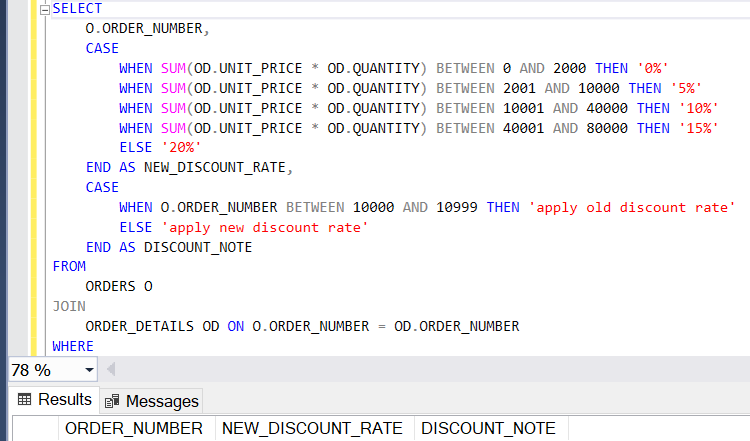 SELECT
O.ORDER_NUMBER,
CASE
WHEN SUM(OD.UNIT_PRICE * OD.QUANTITY) BETWEEN 0 AND 2000 THEN '0%'
WHEN SUM(OD.UNIT_PRICE * OD.QUANTITY) BETWEEN 2001 AND 10000 THEN '5%'
WHEN SUM(OD.UNIT_PRICE * OD.QUANTITY) BETWEEN 10001 AND 40000 THEN '10%'
WHEN SUM(OD.UNIT_PRICE * OD.QUANTITY) BETWEEN 40001 AND 80000 THEN '15%'
ELSE '20%'
END AS NEW_DISCOUNT_RATE,
CASE
WHEN O.ORDER_NUMBER BETWEEN 10000 AND 10999 THEN 'apply old discount rate'
ELSE 'apply new discount rate'
END AS DISCOUNT_NOTE
FROM
ORDERS O
JOIN
ORDER_DETAILS OD ON O.ORDER_NUMBER = OD.ORDER_NUMBER
WHERE
78 %
Results Messages
ORDER_NUMBER NEW_DISCOUNT_RATE DISCOUNT_NOTE